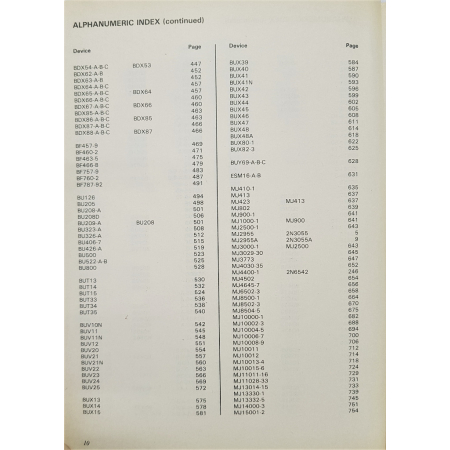 ALPHANUMERIC INDEX (continued)
Device Page
BDX54-A-B-C BDX53 447
BDX62-A-B 452
BDX63-A-B 452
BDX64-A-B-C 457
BDX65-A-B-C BDX64 457
BDX66-A-B-C 460
BDX67-A-B-C BDX66 460
BDX85-A-B-C 463
BDX86-A-B-C BDX85 463
BDX87-A-B-C 466
BDX88-A-B-C BDX87 466
BF457-9 469
BF460-2 471
BF463-5 475
BF466-8 479
BF757-9 483
BF760-2 487
BF787-82 491
BU126 494
BU205 498
BU208-A 501
BU208D 506
BU209-A BU208 501
BU323-A 508
BU326-A 512
BU406-7 515
BU426-A 519
BU500 523
BU522-A-B 525
BU800 528
BUT13 530
BUT14 532
BUT15 524
BUT33 536
BUT34 538
BUT35 540
BUV10N 542
BUV11 545
BUV11N 548
BUV12 551
BUV20 554
BUV21 557
BUV21N 560
BUV22 563
BUV23 566
BUV24 569
BUV25 572
BUX13 575
BUX14 578
BUX15 581
16
Device Page
BUX39 584
BUX40 587
BUX41 590
BUX41N 593
BUX42 596
BUX43 599
BUX44 602
BUX45 605
BUX46 608
BUX47 611
BUX48 614
BUX48A 618
BUX80-1 622
BUX82-3 625
BUY69-A-B-C 628
ESM16-A-B 631
MJ410-1 635
MJ413 637
MJ423 MJ413 637
MJ802 639
MJ900-1 641
MJ1000-1 MJ900 641
MJ2500-1 643
MJ2955 2N3055 5
MJ2955A 2N3055A 9
MJ3000-1 MJ2500 643
MJ3029-30 645
MJ3773 647
MJ4030-35 652
MJ4400-1 2N6542 246
MJ4502 654
MJ4645-7 656
MJ6502-3 658
MJ8500-1 664
MJ8502-3 670
MJ8504-5 675
MJ10000-1 682
MJ10002-3 688
MJ10004-5 694
MJ10006-7 700
MJ10008-9 706
MJ10011 712
MJ10012 714
MJ10013-4 718
MJ10015-6 724
MJ11011-16
MJ11028-33 731
MJ13014-15 733
MJ13330-1 739
MJ13332-5 745
MJ14000-3 751
MJ15001-2 754